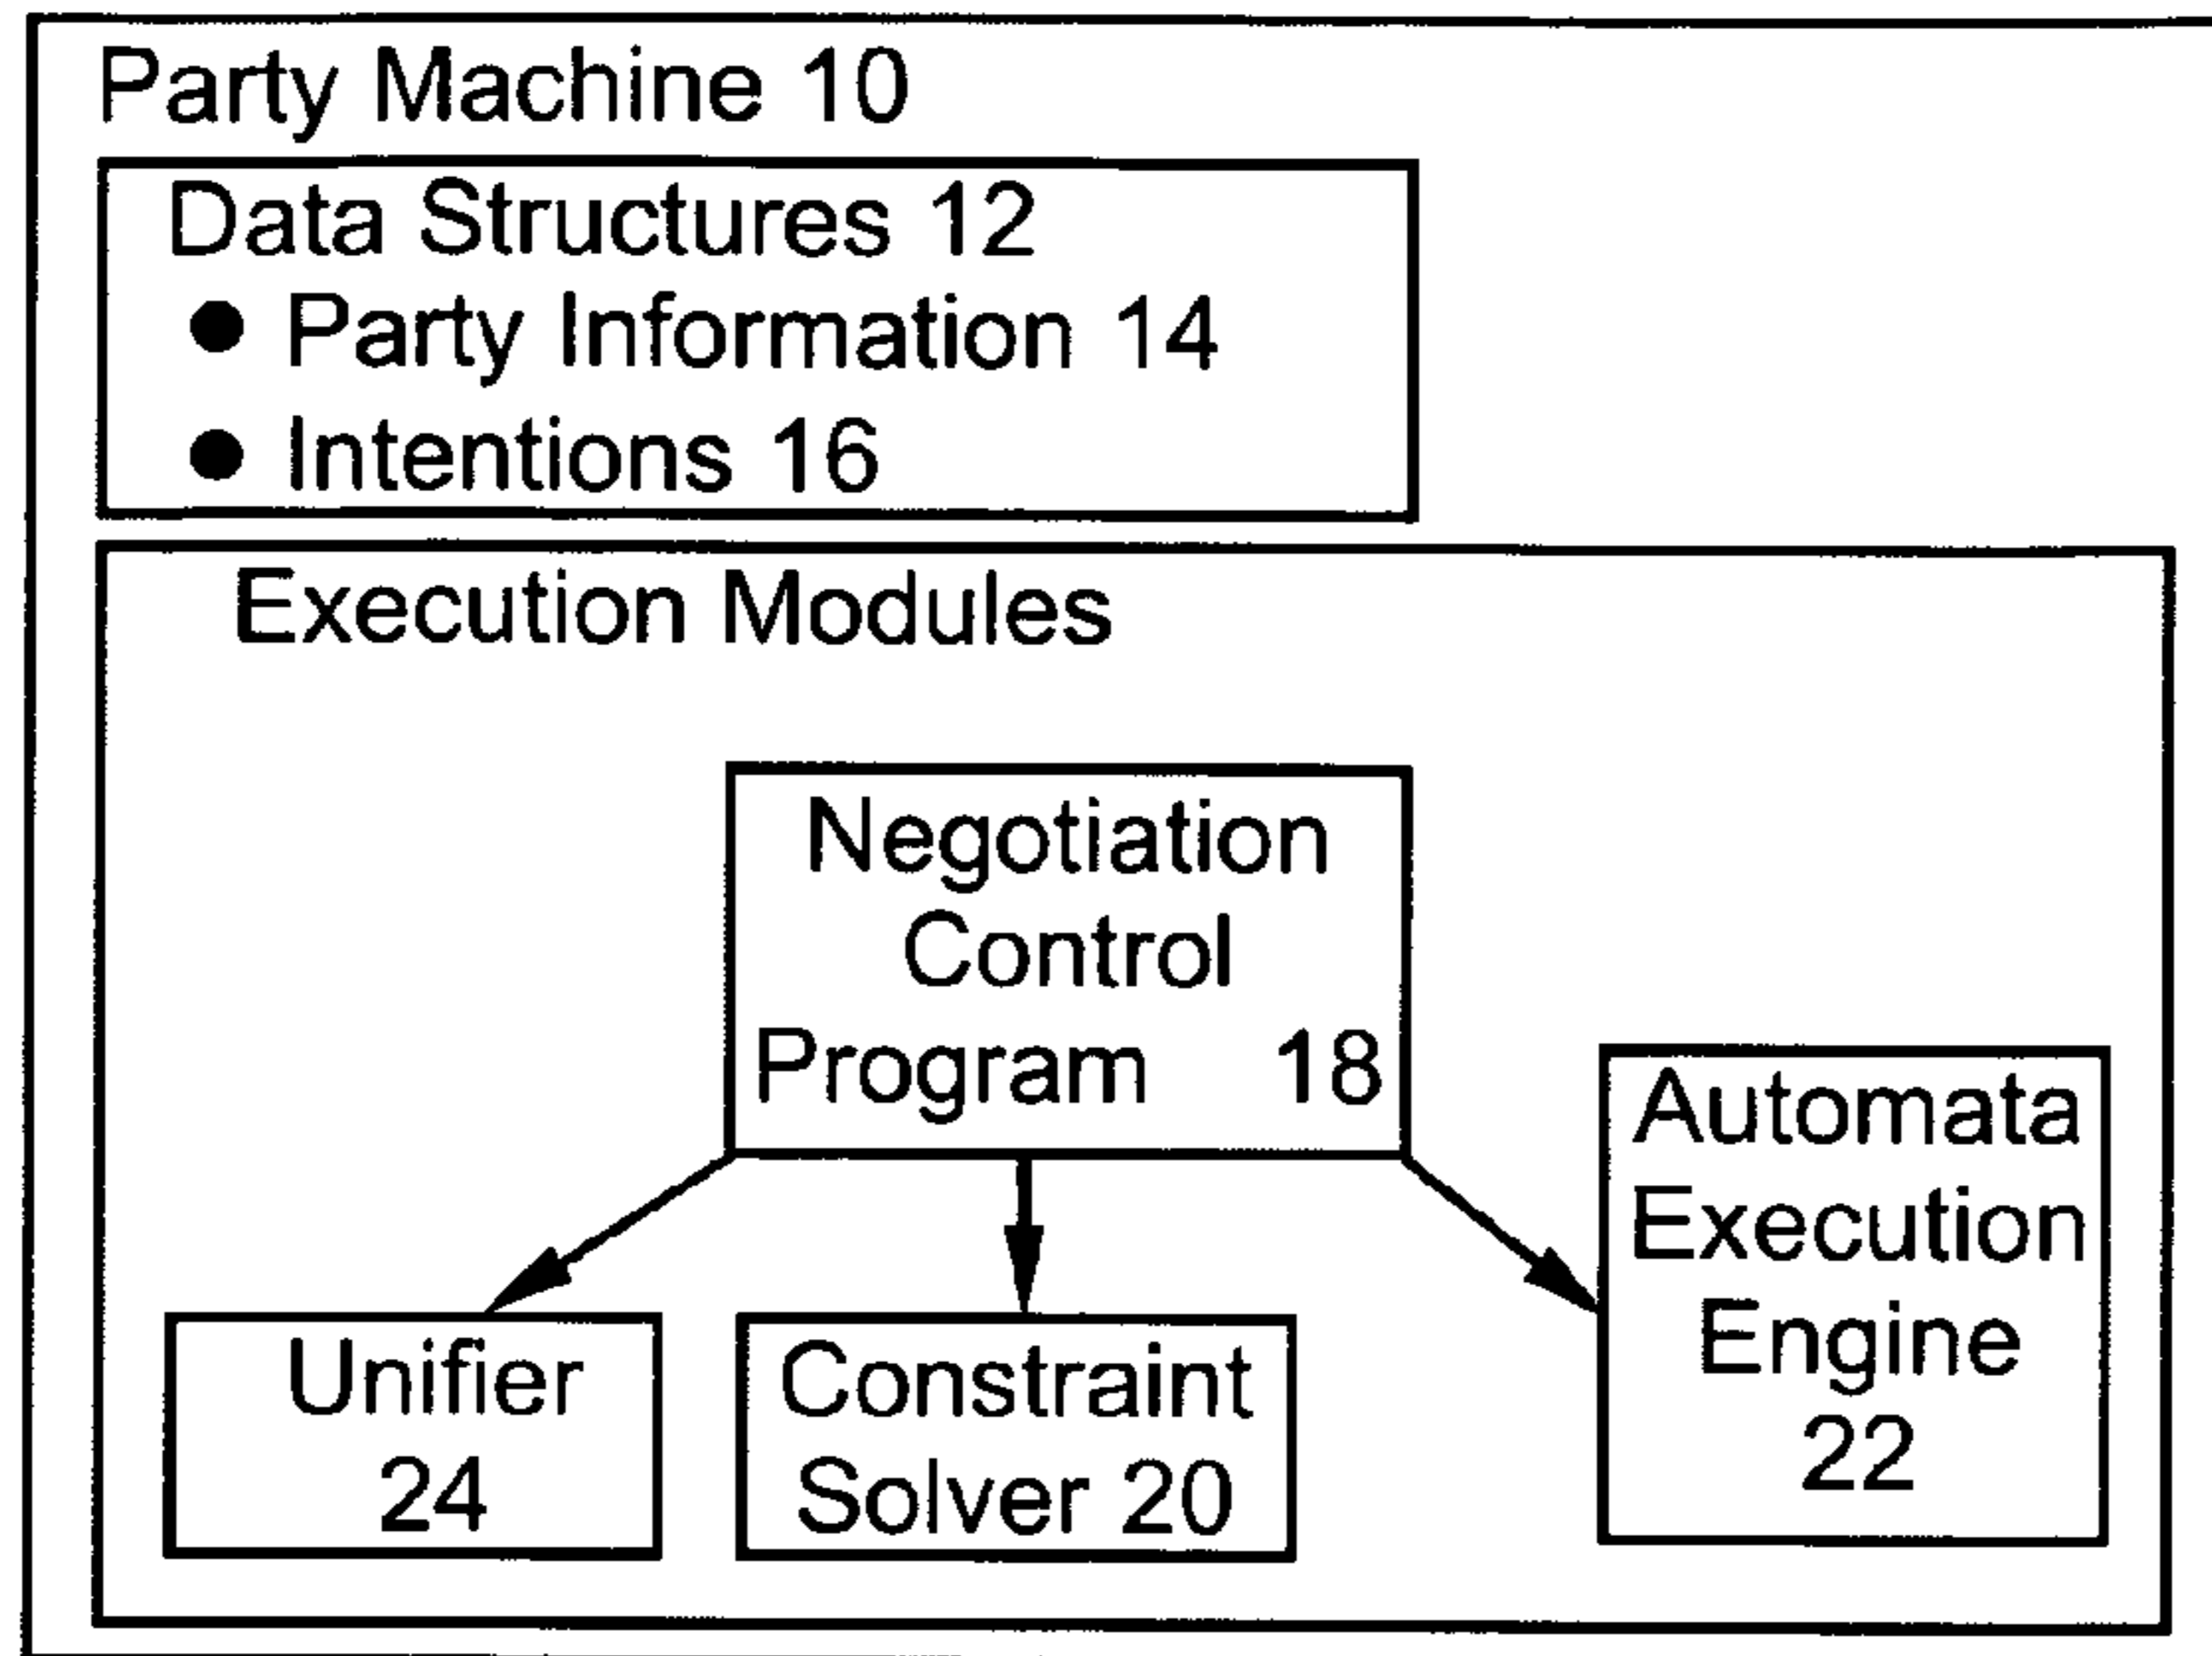 Party Machine 10
Data Structures 12
● Party Information 14
● Intentions 16
Execution Modules
Negotiation
Control
Program 18
Automata
Execution
Engine
22
Unifier
24
Constraint
Solver 20